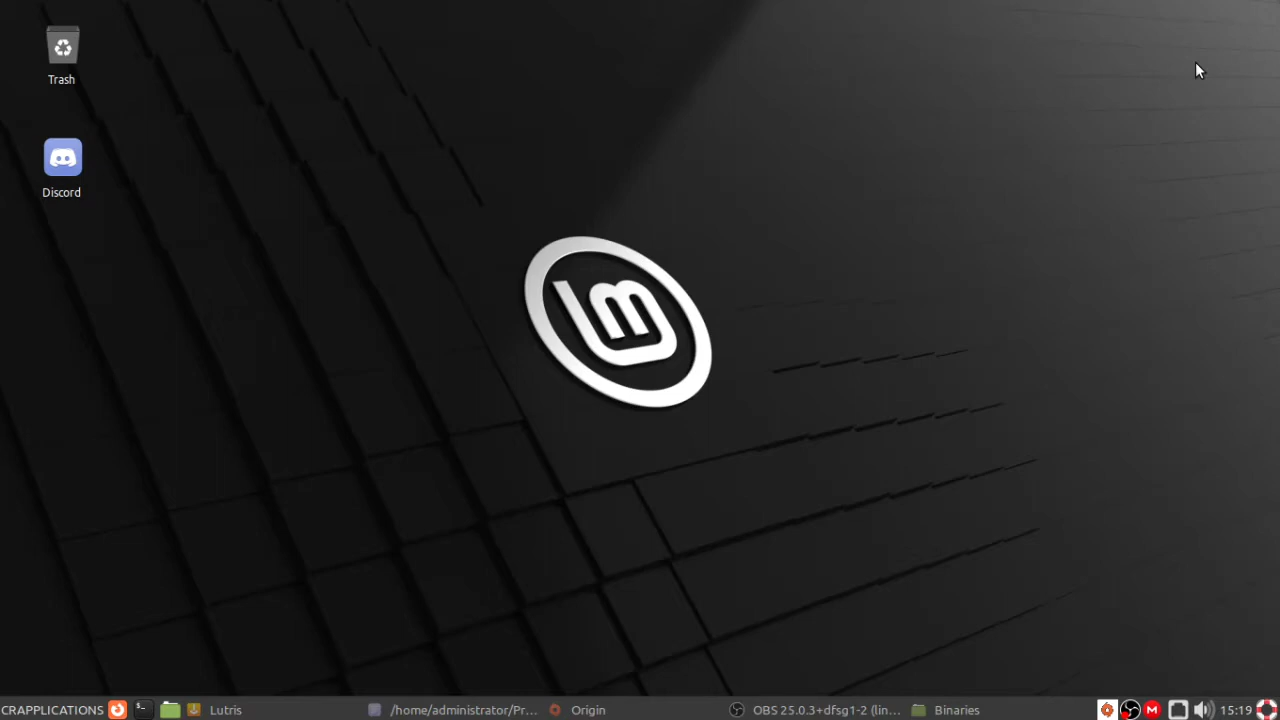 Trash
Discord
CRAPPLICATIONS
Lutris
/home/administrator/Pr...
Origin
OBS 25.0.3+dfsg1-2 (lin...
Binaries
15:19